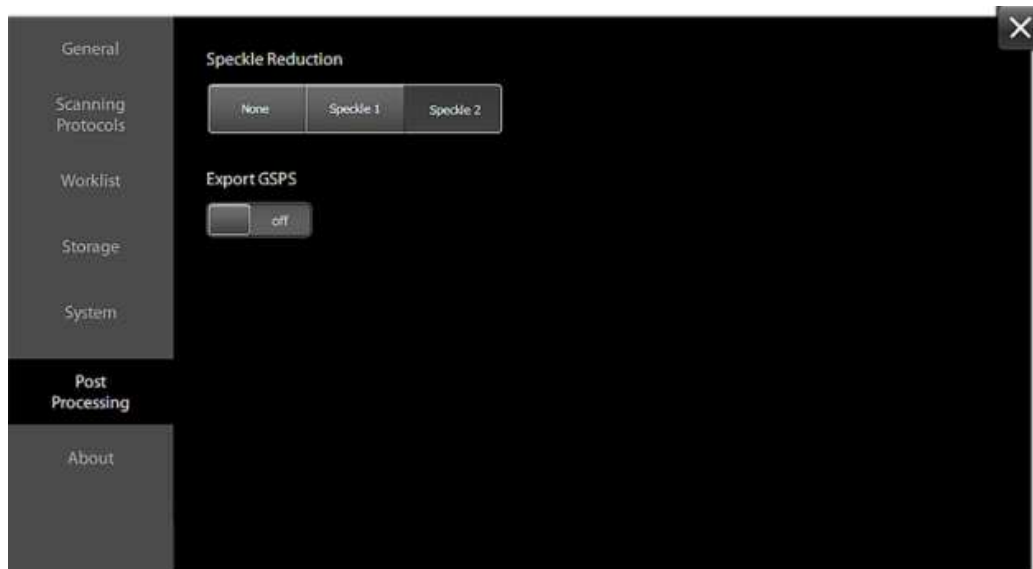 General
Scanning
Protocols
Worklist
Storage
System
Post
Processing
About
Speckle Reduction
None
Speckle 1
Speckle 2
Export GSPS
off